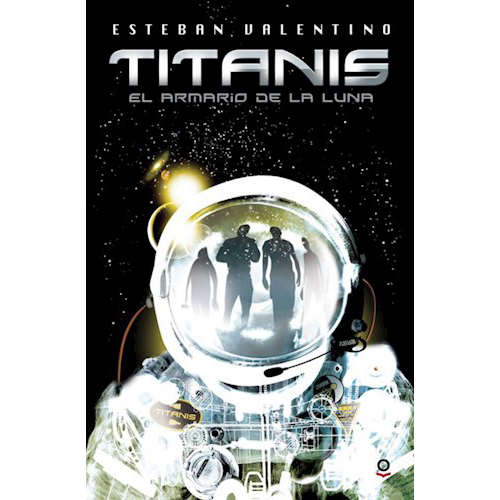 ESTEBAN VALENTINO
TITANIS
EL ARMARIO DE LA LUNA
TITANIS